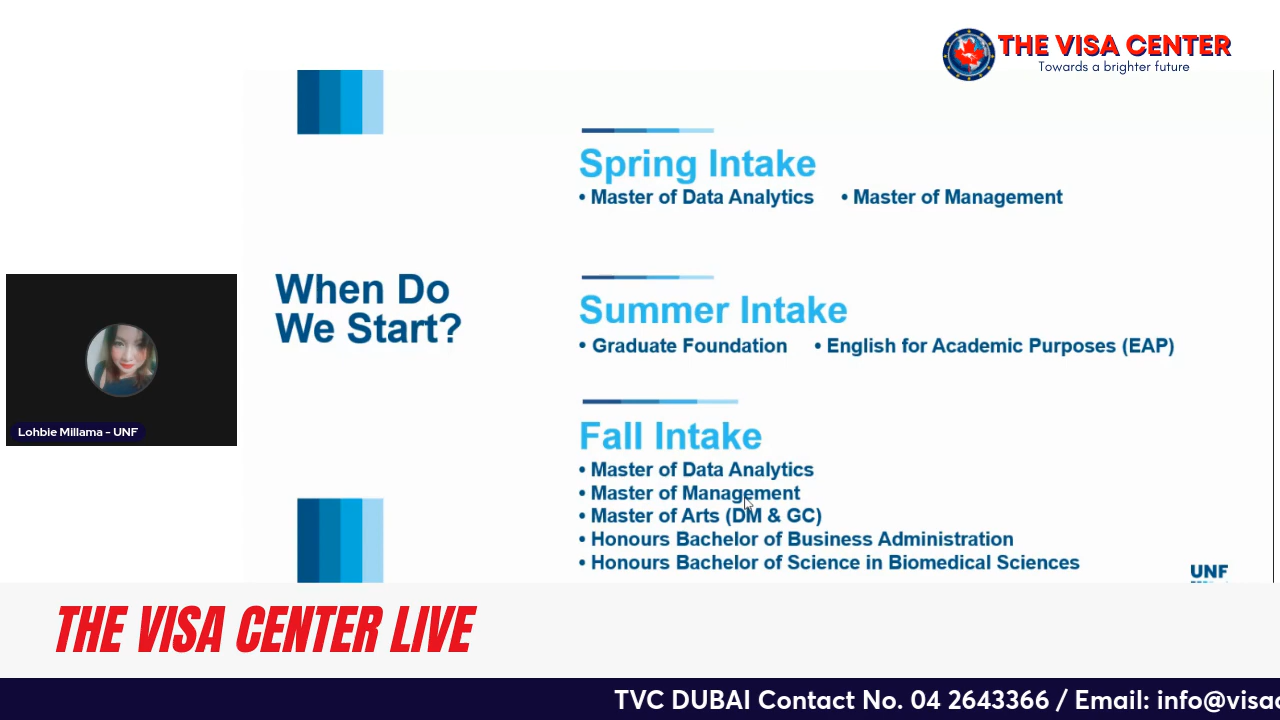 THE VISA CENTER
Towards a brighter future
Spring Intake
• Master of Data Analytics • Master of Management
When Do
We Start?
Summer Intake
• Graduate Foundation • English for Academic Purposes (EAP)
Fall Intake
• Master of Data Analytics
• Master of Management
• Master of Arts (DM & GC)
• Honours Bachelor of Business Administration
• Honours Bachelor of Science in Biomedical Sciences
UNF
Lohbie Millama - UNF
THE VISA CENTER LIVE
TVC DUBAI Contact No. 04 2643366 / Email: info@visa